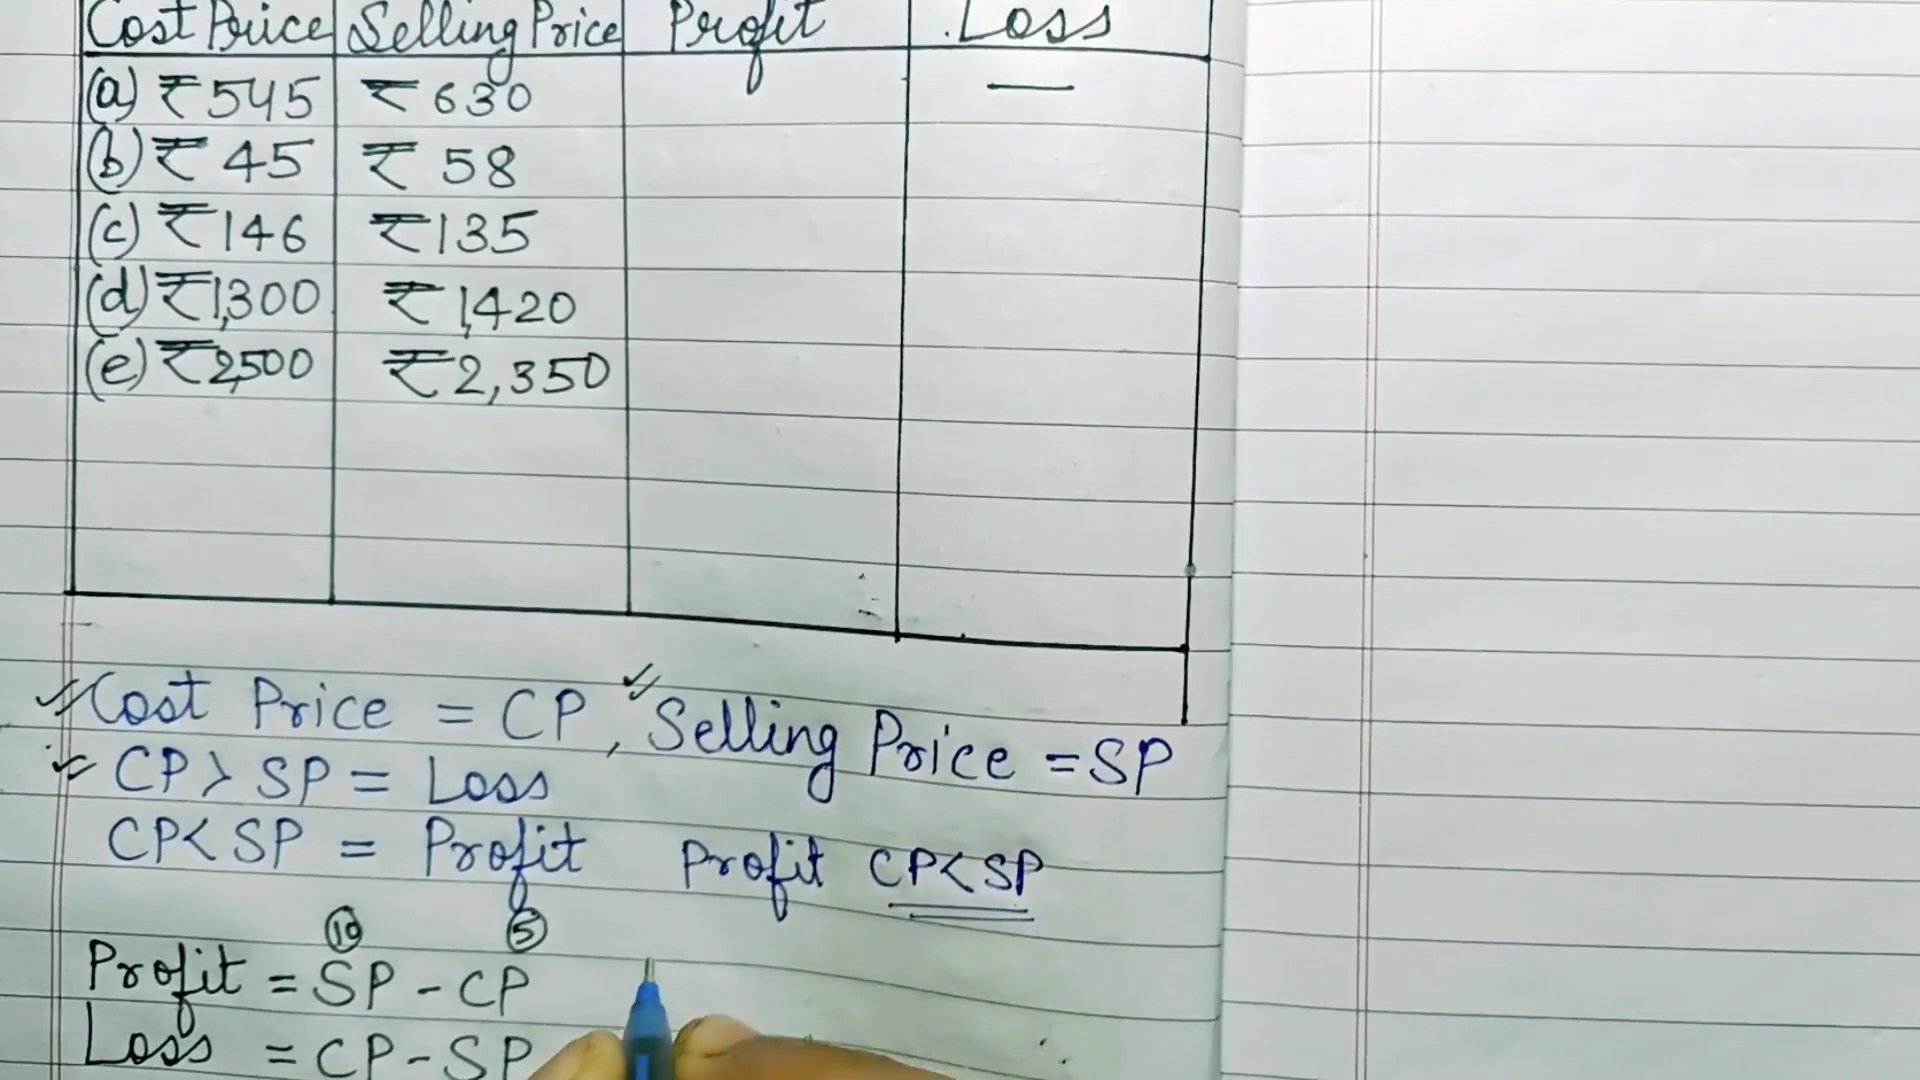 Cost Price Selling Price Profit Loss
(a) ₹545 ₹630 —
(b) ₹45 ₹58
(c) ₹146 ₹135
(d) ₹1,300 ₹1,420
(e) ₹2,500 ₹2,350
Cost Price = CP, Selling Price = SP
CP > SP = Loss
CP < SP = Profit Profit CP < SP
10 5
Profit = SP - CP
Loss = CP - SP